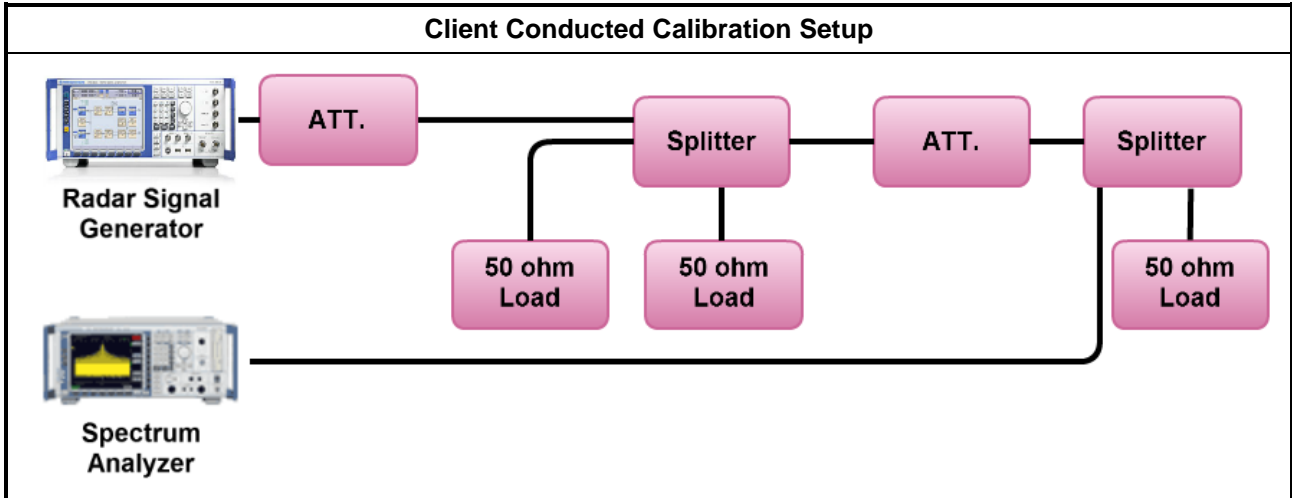 Client Conducted Calibration Setup
ATT.
Splitter
ATT.
Splitter
Radar Signal
Generator
50 ohm
Load
50 ohm
Load
50 ohm
Load
Spectrum
Analyzer